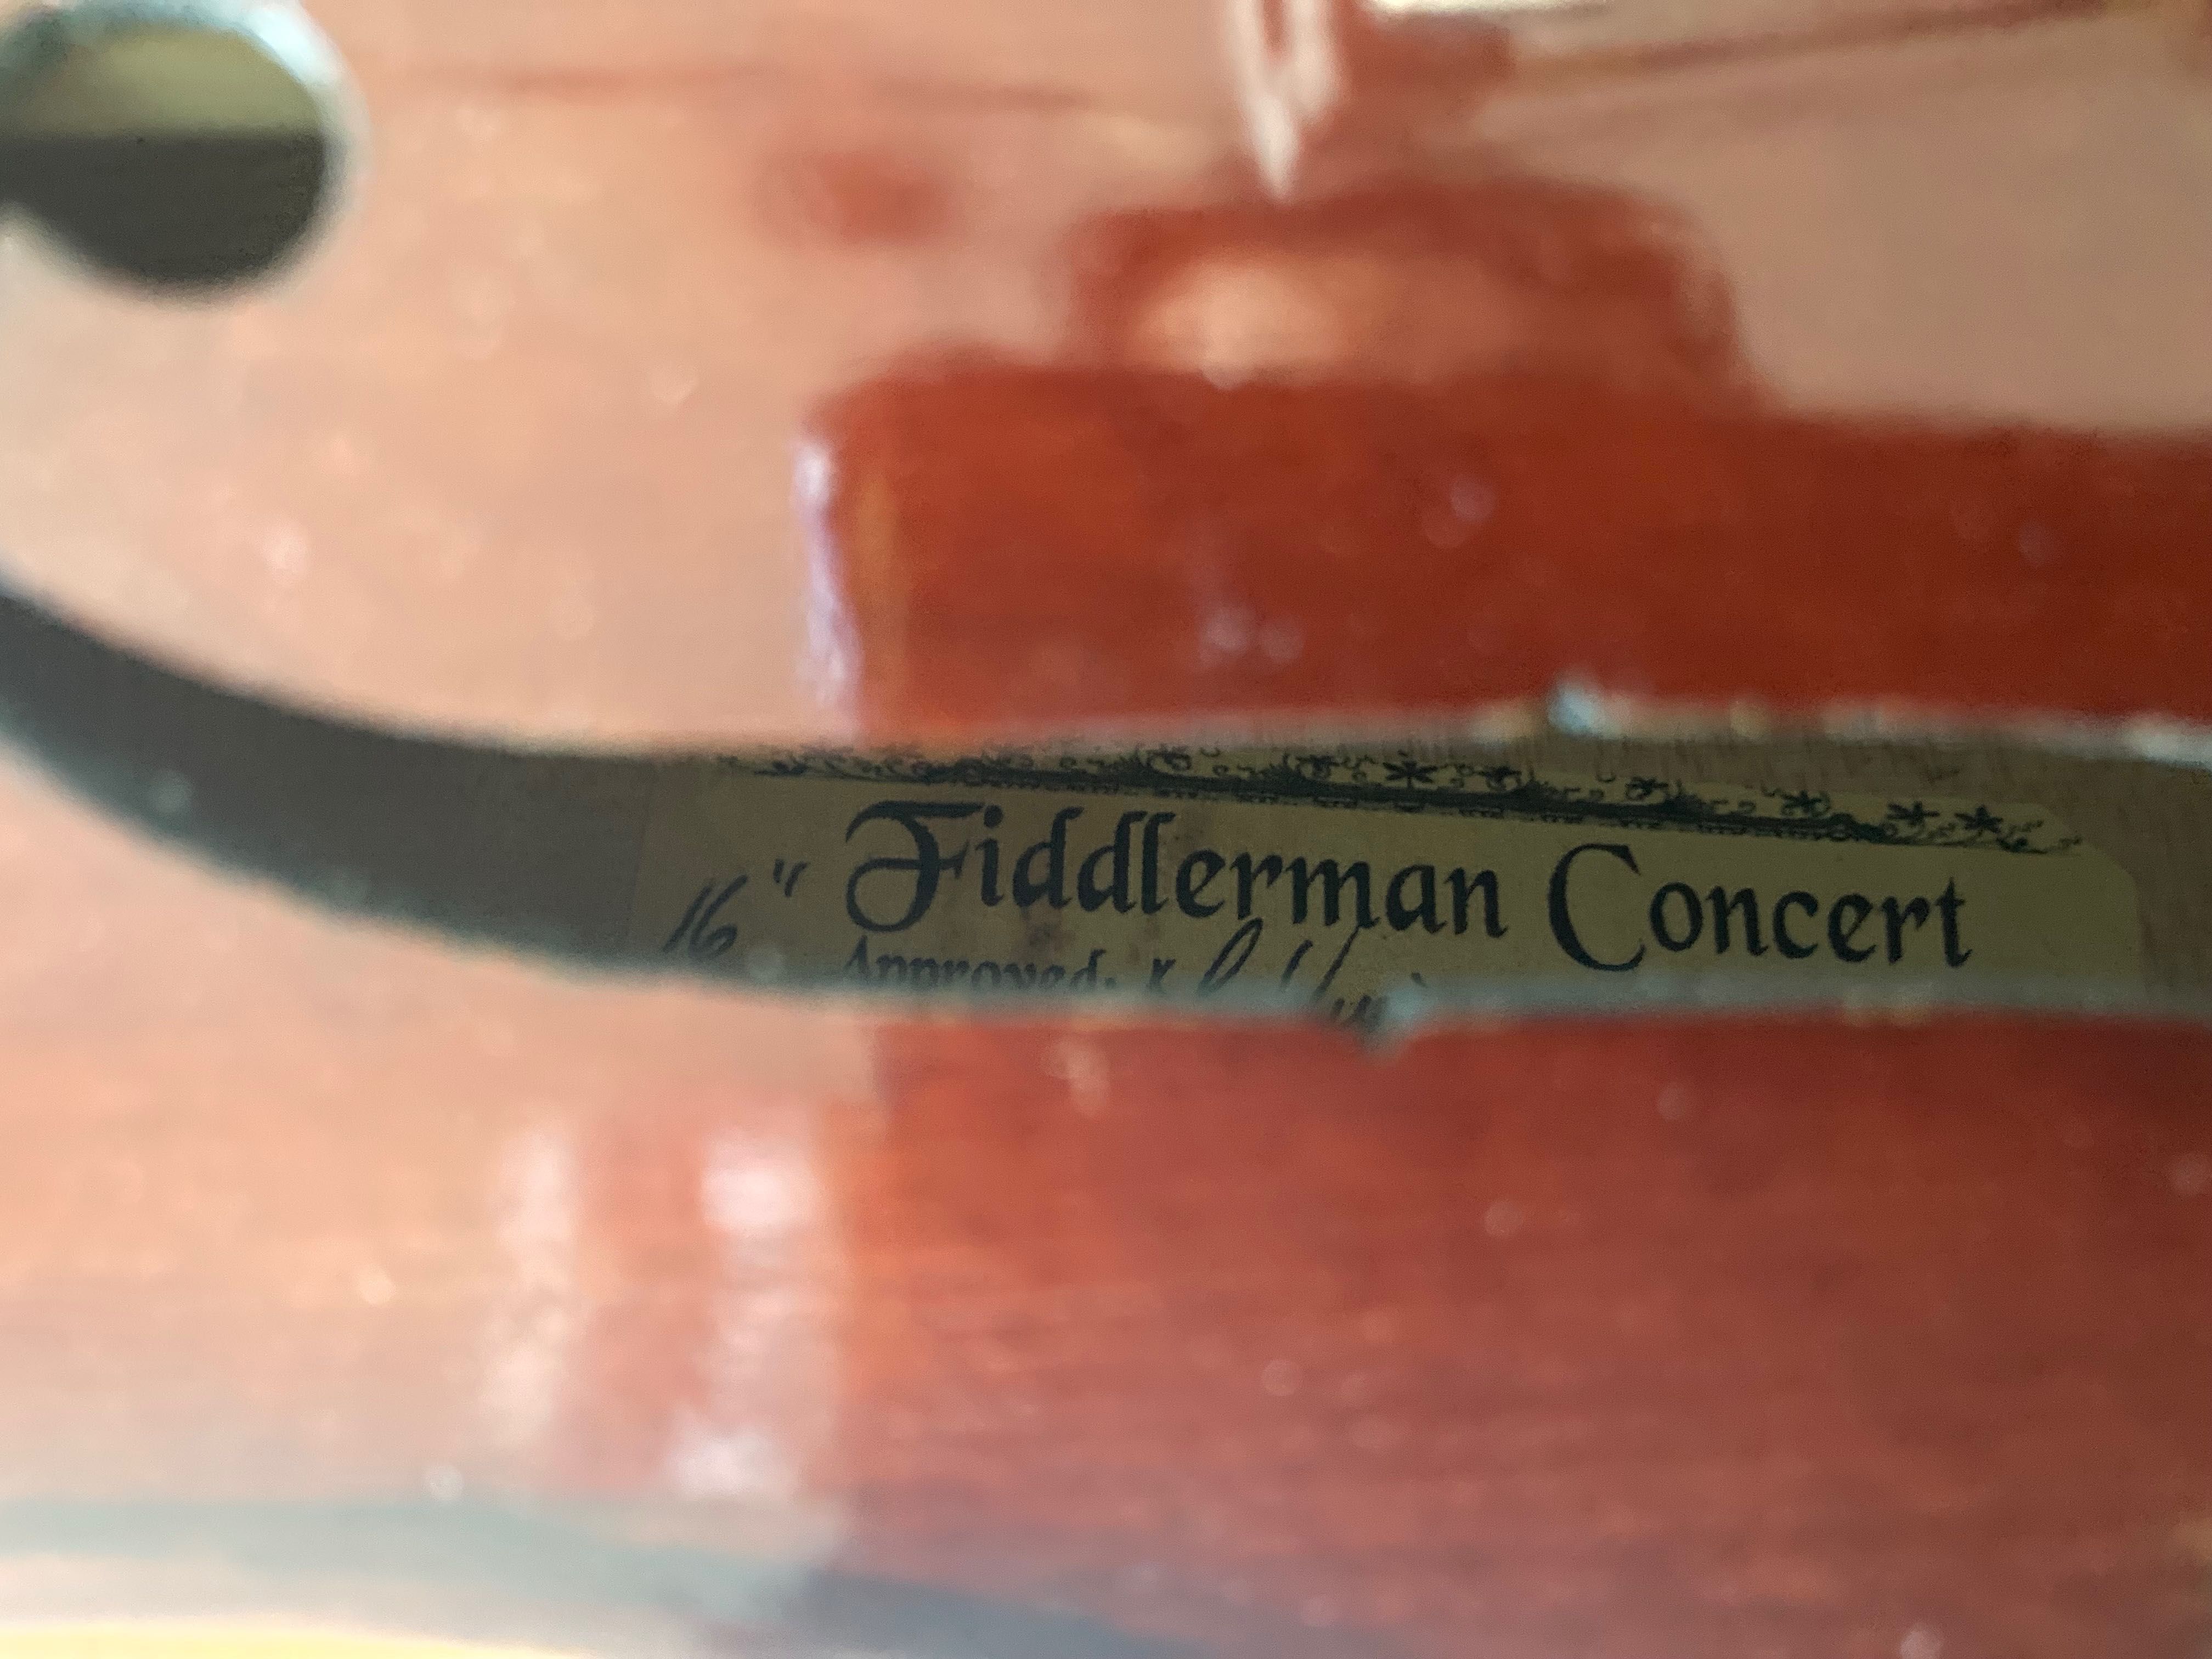 16" Fiddlerman Concert
Approved: